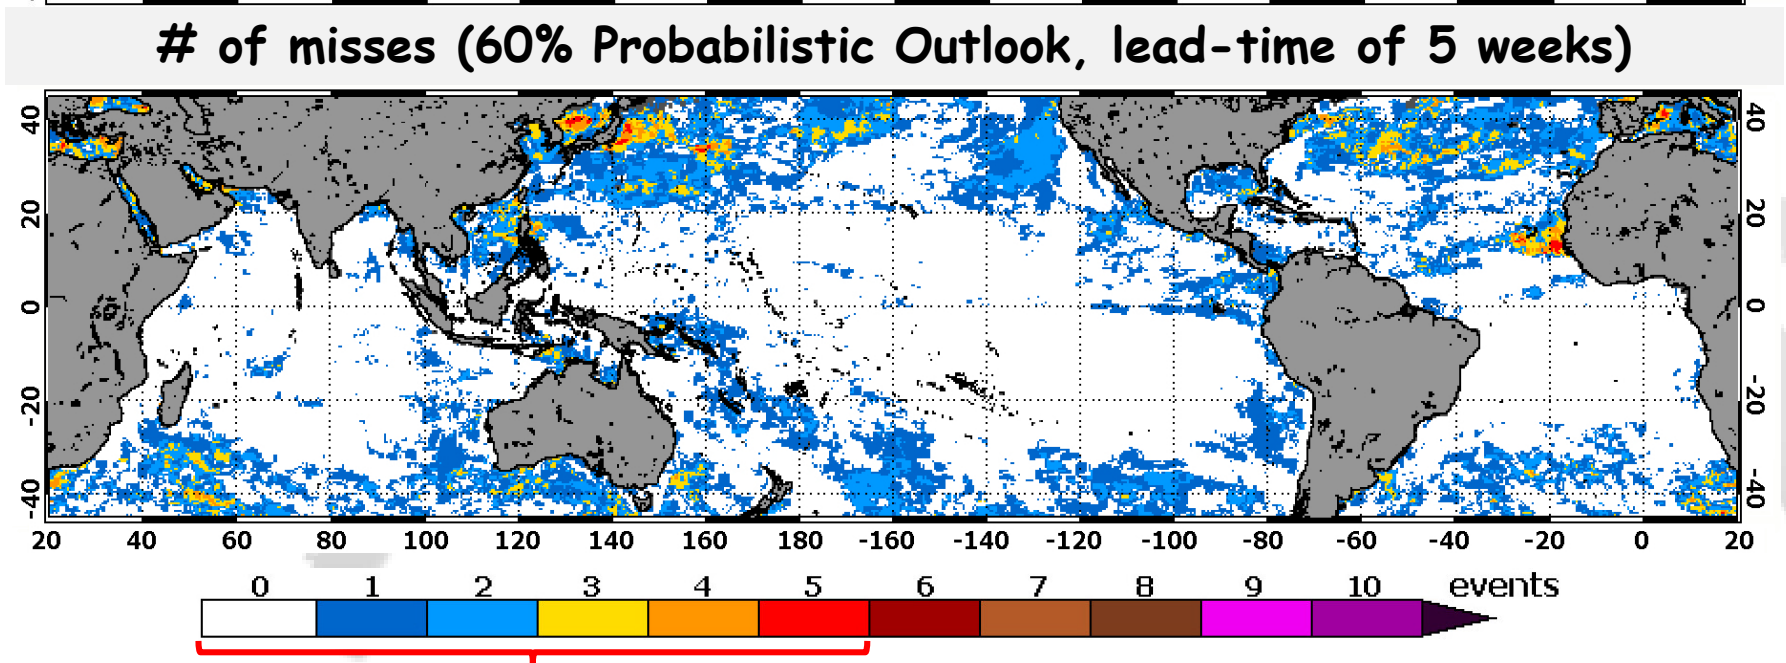 # of misses (60% Probabilistic Outlook, lead-time of 5 weeks)
40 40
20 20
0 0
-20 -20
-40 -40
20 40 60 80 100 120 140 160 180 -160 -140 -120 -100 -80 -60 -40 -20 0 20
0 1 2 3 4 5 6 7 8 9 10 events